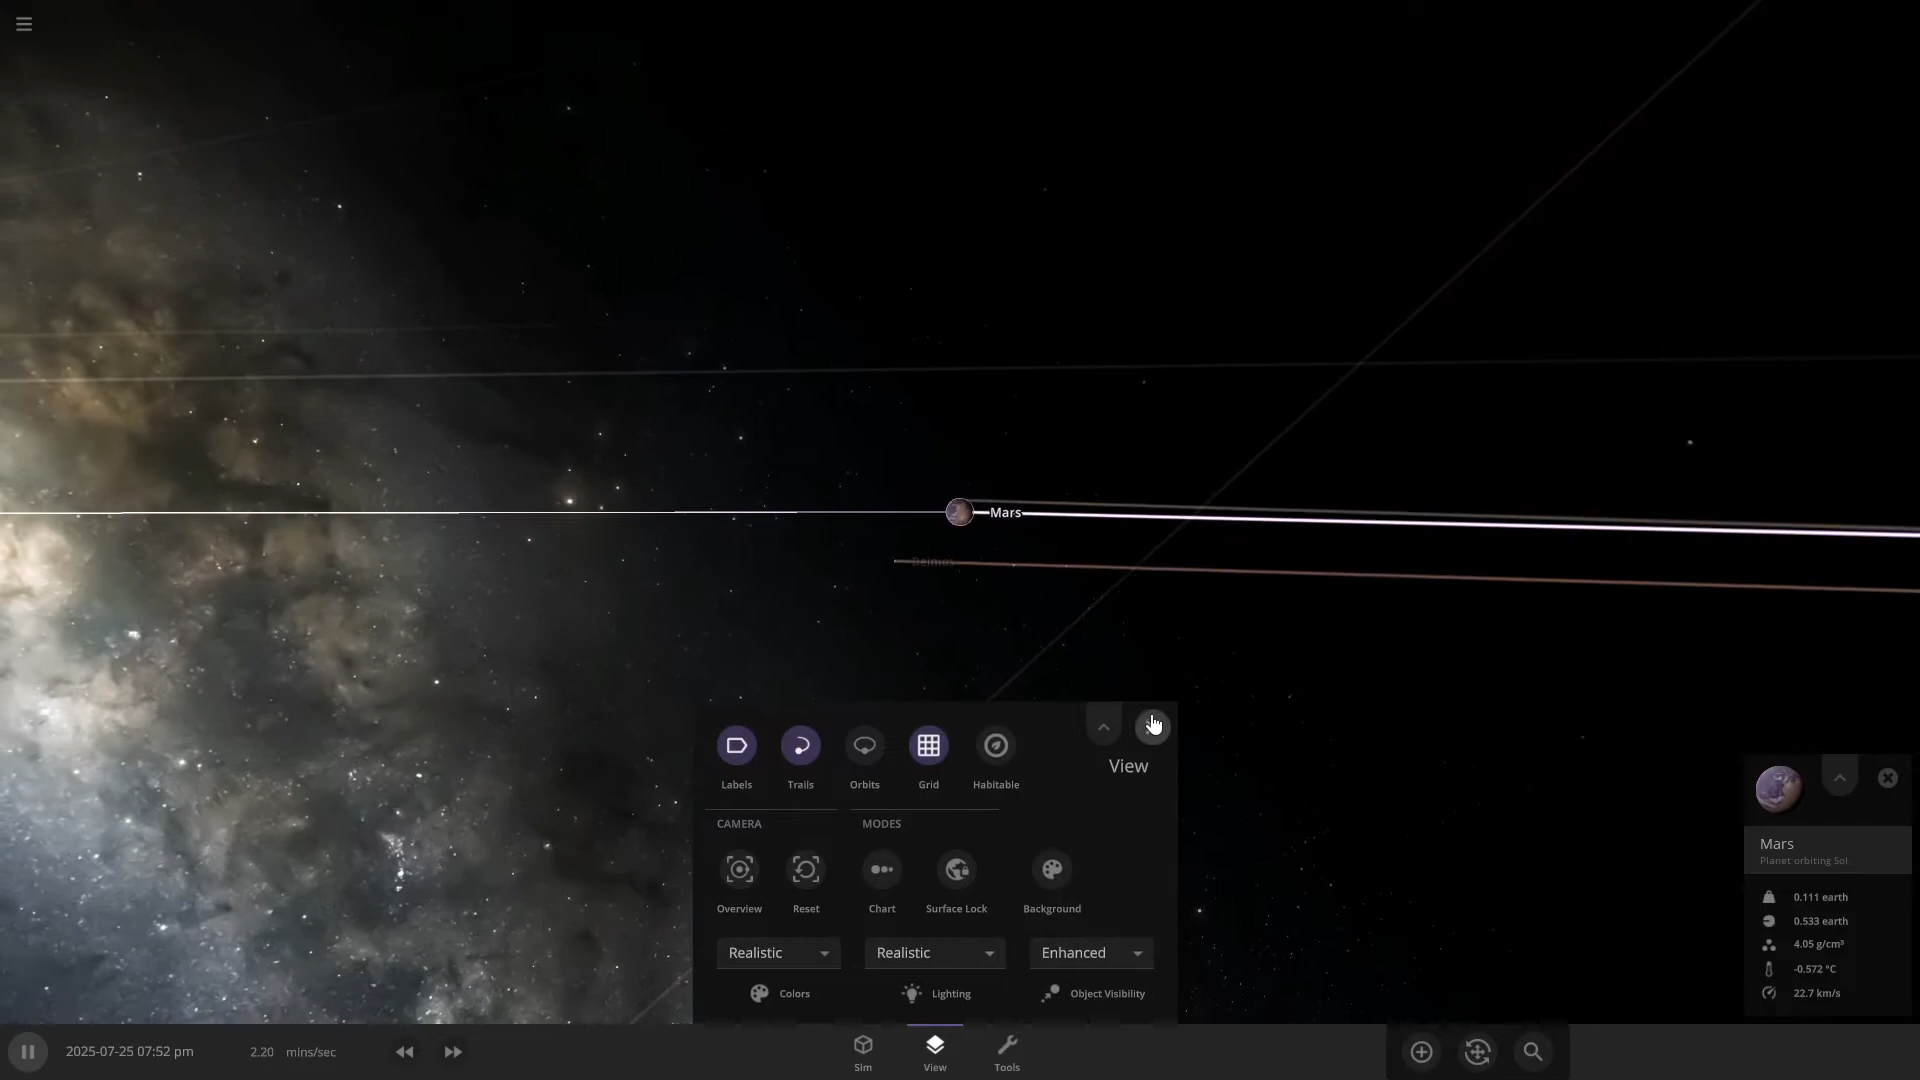 Mars
Deimos
View
Labels
Trails
Orbits
Grid
Habitable
CAMERA
MODES
Overview
Reset
Chart
Surface Lock
Background
Realistic
Realistic
Enhanced
Colors
Lighting
Object Visibility
Mars
Planet orbiting Sol
0.111 earth
0.533 earth
4.05 g/cm³
-0.572 °C
22.7 km/s
2025-07-25 07:52 pm
2.20 mins/sec
Sim
View
Tools